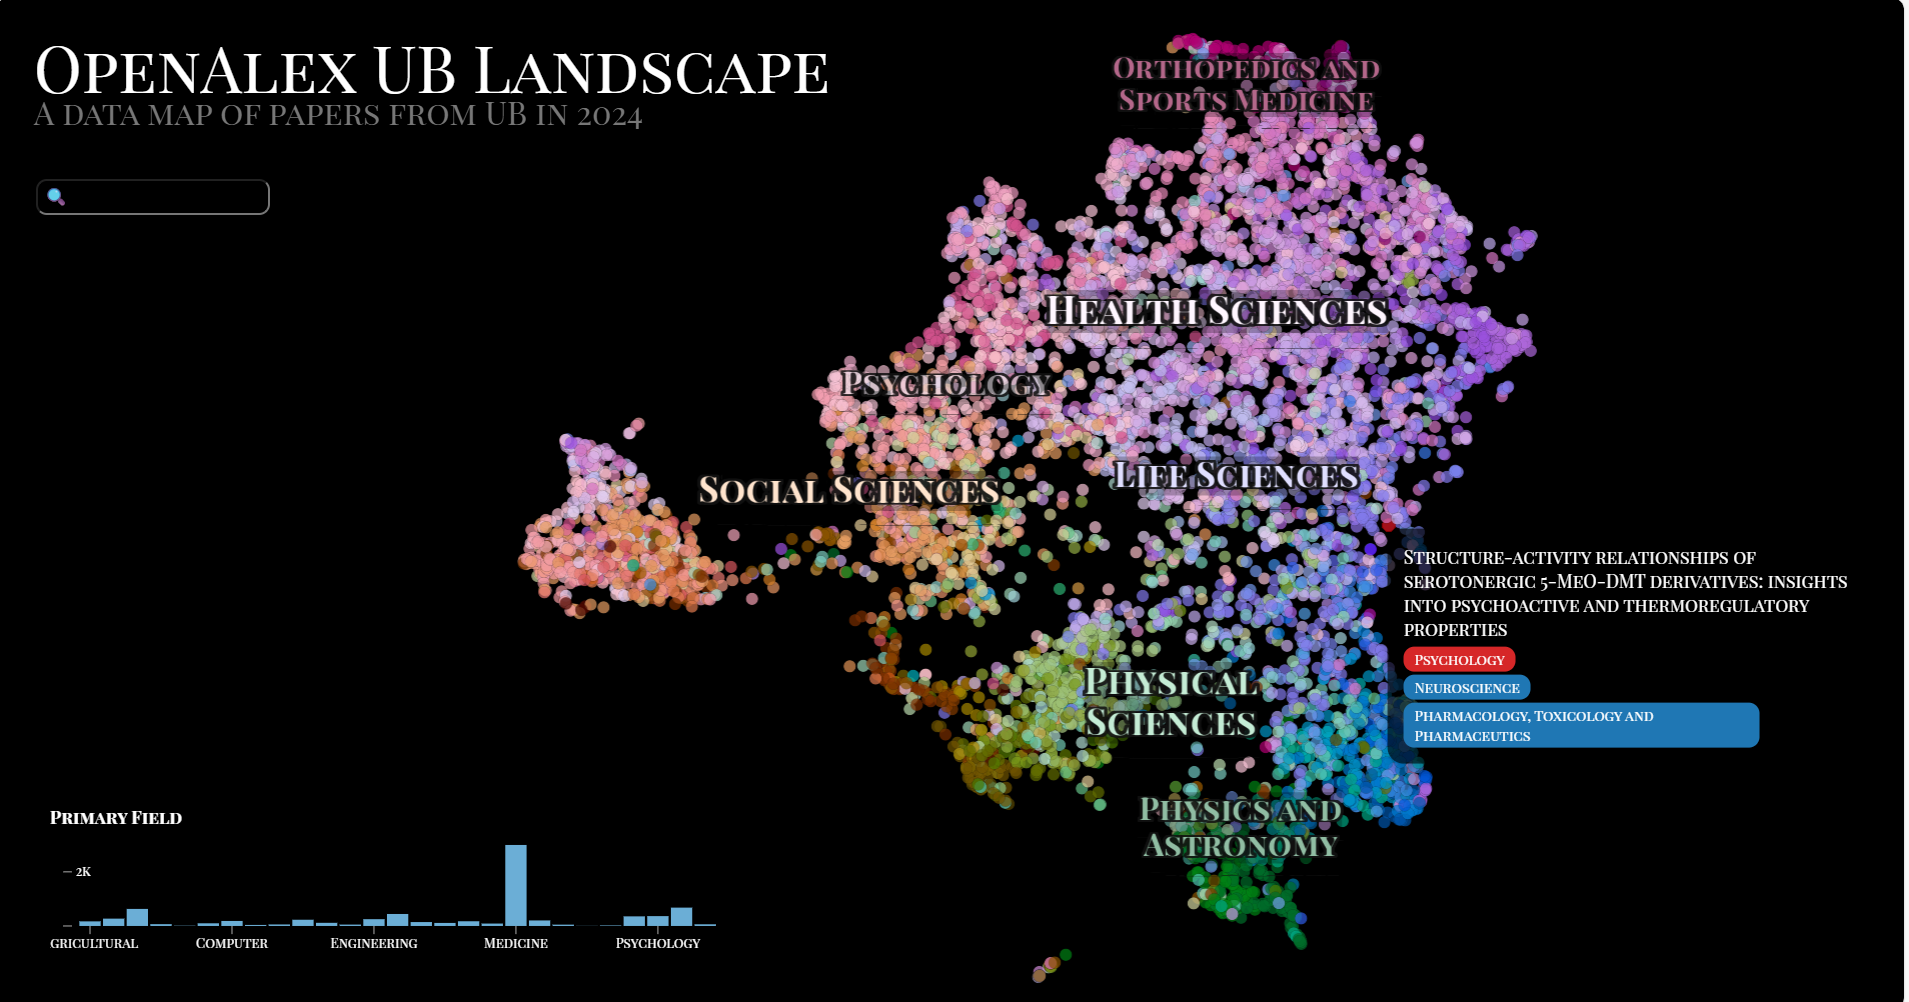 OpenAlex UB Landscape
A data map of papers from UB in 2024
Orthopedics and
Sports Medicine
Health Sciences
Psychology
Life Sciences
Social Sciences
Structure-activity relationships of
serotonergic 5-MeO-DMT derivatives: insights
into psychoactive and thermoregulatory
properties
Psychology
Neuroscience
Pharmacology, Toxicology and
Pharmaceutics
Physical
Sciences
Physics and
Astronomy
Primary Field
2K
gricultural
Computer
Engineering
Medicine
Psychology